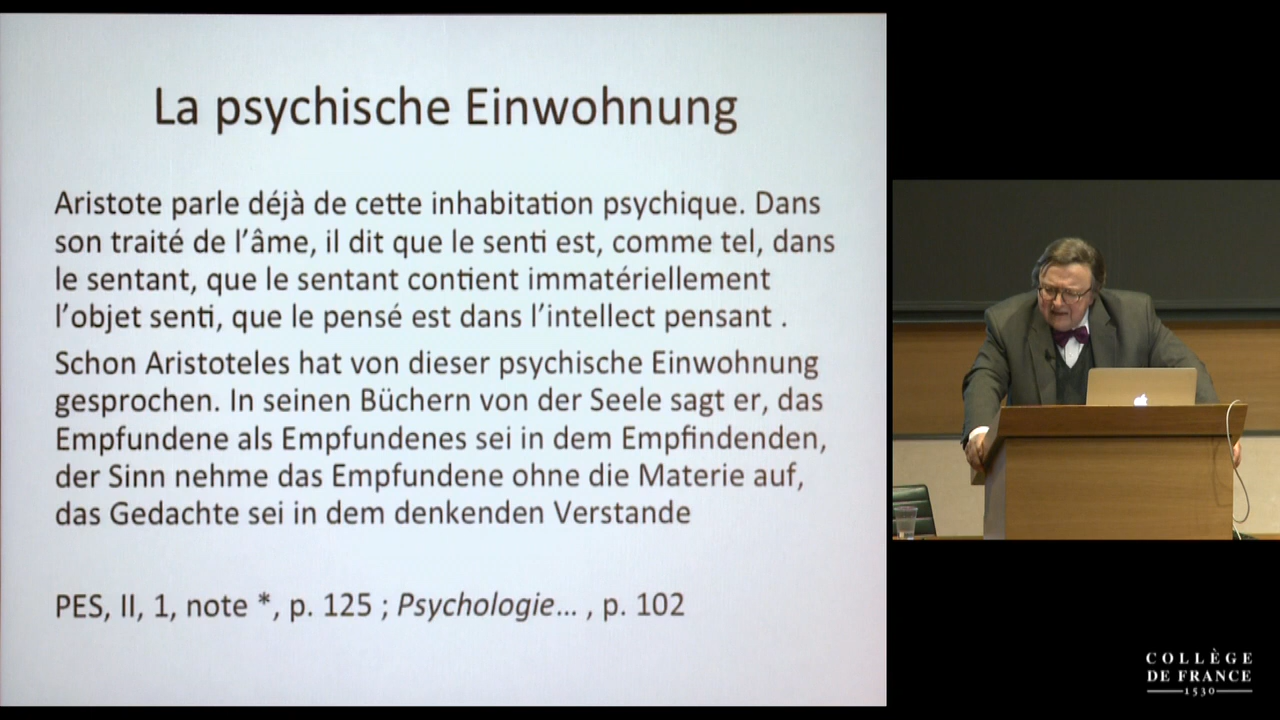 La psychische Einwohnung
Aristote parle déjà de cette inhabitation psychique. Dans
son traité de l'âme, il dit que le senti est, comme tel, dans
le sentant, que le sentant contient immatériellement
l'objet senti, que le pensé est dans l'intellect pensant .
Schon Aristoteles hat von dieser psychische Einwohnung
gesprochen. In seinen Büchern von der Seele sagt er, das
Empfundene als Empfundenes sei in dem Empfindenden,
der Sinn nehme das Empfundene ohne die Materie auf,
das Gedachte sei in dem denkenden Verstande
PES, II, 1, note *, p. 125 ; Psychologie... , p. 102
COLLÈGE
DE FRANCE
1530